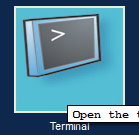 >
Terminal
Open the